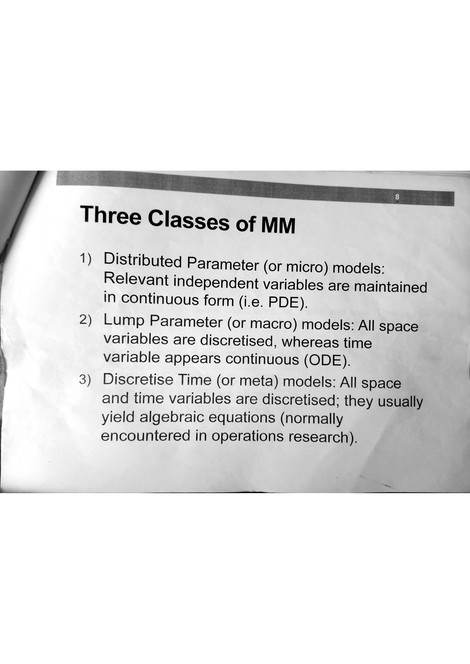 8
Three Classes of MM
1) Distributed Parameter (or micro) models:
Relevant independent variables are maintained
in continuous form (i.e. PDE).
2) Lump Parameter (or macro) models: All space
variables are discretised, whereas time
variable appears continuous (ODE).
3) Discretise Time (or meta) models: All space
and time variables are discretised; they usually
yield algebraic equations (normally
encountered in operations research).